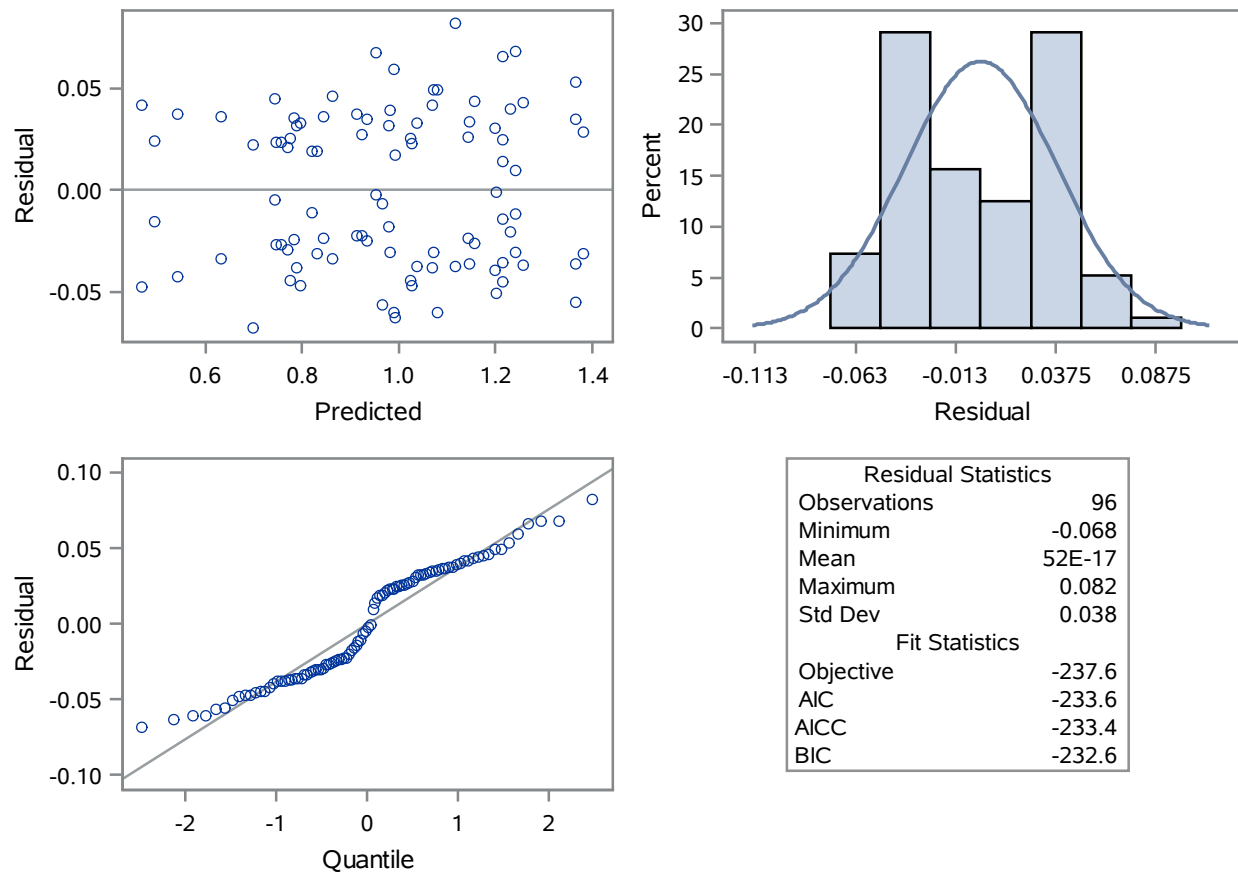 0.05
0.00
-0.05
Residual
0.6 0.8 1.0 1.2 1.4
Predicted
30
25
20
15
10
5
0
Percent
-0.113 -0.063 -0.013 0.0375 0.0875
Residual
0.10
0.05
0.00
-0.05
-0.10
Residual
-2 -1 0 1 2
Quantile
Residual Statistics
Observations 96
Minimum -0.068
Mean 52E-17
Maximum 0.082
Std Dev 0.038
Fit Statistics
Objective -237.6
AIC -233.6
AICC -233.4
BIC -232.6